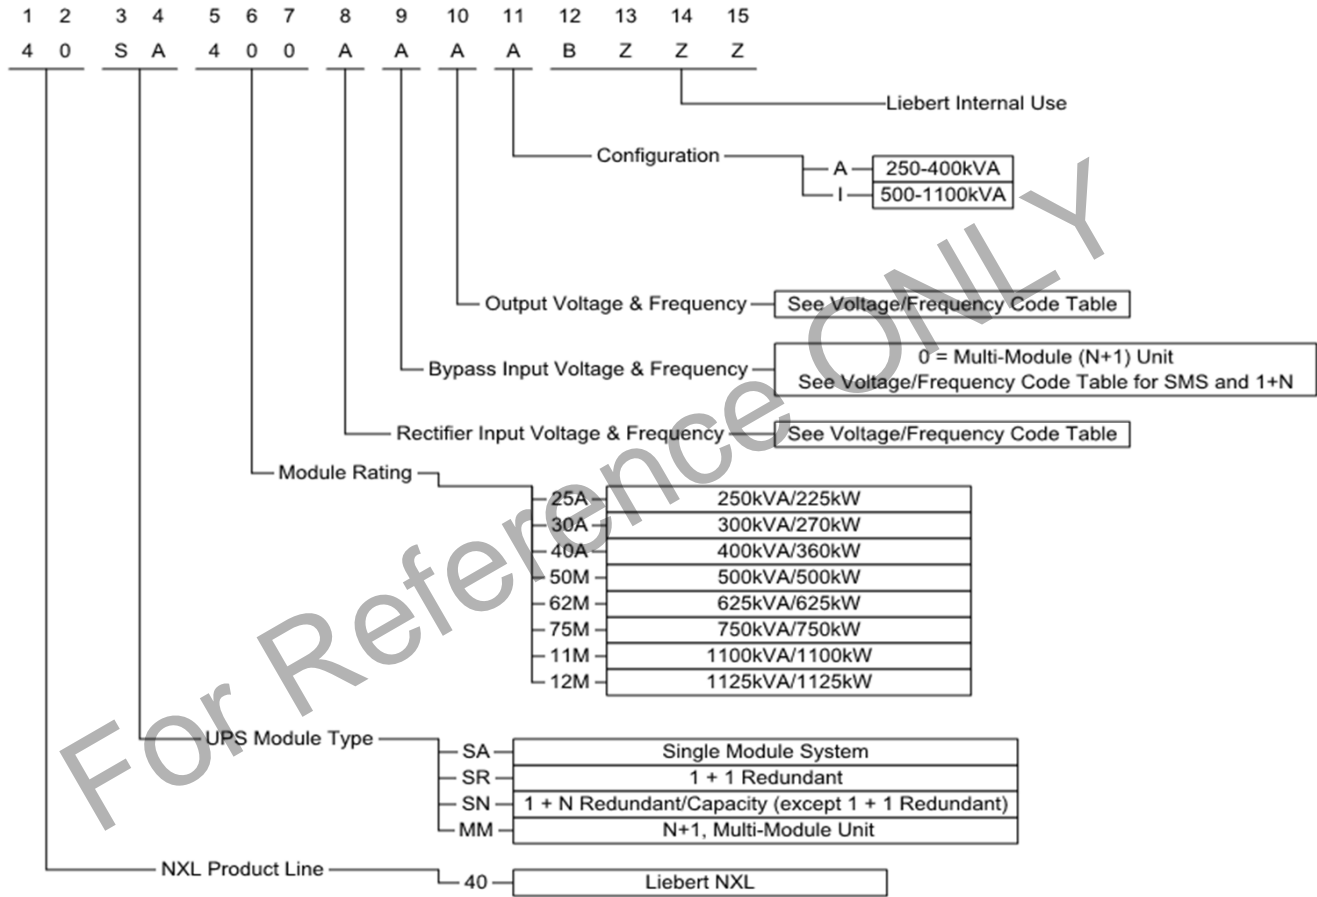 1 2 3 4 5 6 7 8 9 10 11 12 13 14 15
4 0 S A 4 0 0 A A A A B Z Z Z
Liebert Internal Use
Configuration
A 250-400kVA
I 500-1100kVA
Output Voltage & Frequency See Voltage/Frequency Code Table
Bypass Input Voltage & Frequency
0 = Multi-Module (N+1) Unit
See Voltage/Frequency Code Table for SMS and 1+N
Rectifier Input Voltage & Frequency See Voltage/Frequency Code Table
Module Rating
25A 250kVA/225kW
30A 300kVA/270kW
40A 400kVA/360kW
50M 500kVA/500kW
62M 625kVA/625kW
75M 750kVA/750kW
11M 1100kVA/1100kW
12M 1125kVA/1125kW
UPS Module Type
SA Single Module System
SR 1 + 1 Redundant
SN 1 + N Redundant/Capacity (except 1 + 1 Redundant)
MM N+1, Multi-Module Unit
NXL Product Line
40 Liebert NXL
For Reference ONLY